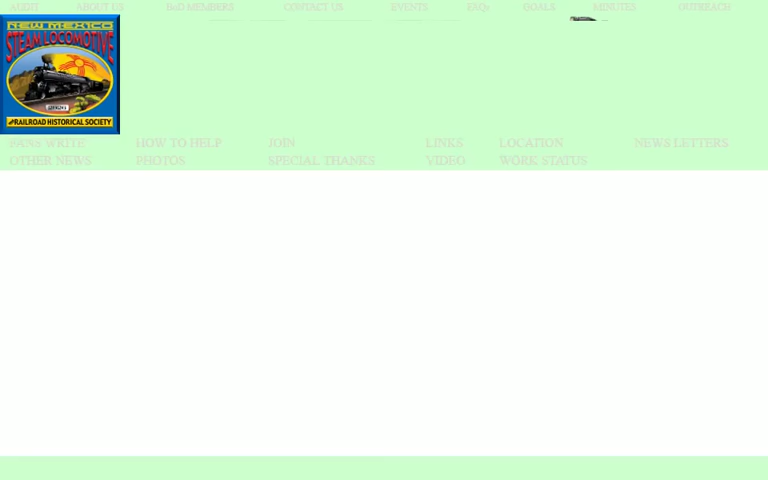 AUDIT ABOUT US BoD MEMBERS CONTACT US EVENTS FAQs GOALS MINUTES OUTREACH
NEW MEXICO
STEAM LOCOMOTIVE
AND RAILROAD HISTORICAL SOCIETY
FANS WRITE HOW TO HELP JOIN LINKS LOCATION NEWS LETTERS
OTHER NEWS PHOTOS SPECIAL THANKS VIDEO WORK STATUS